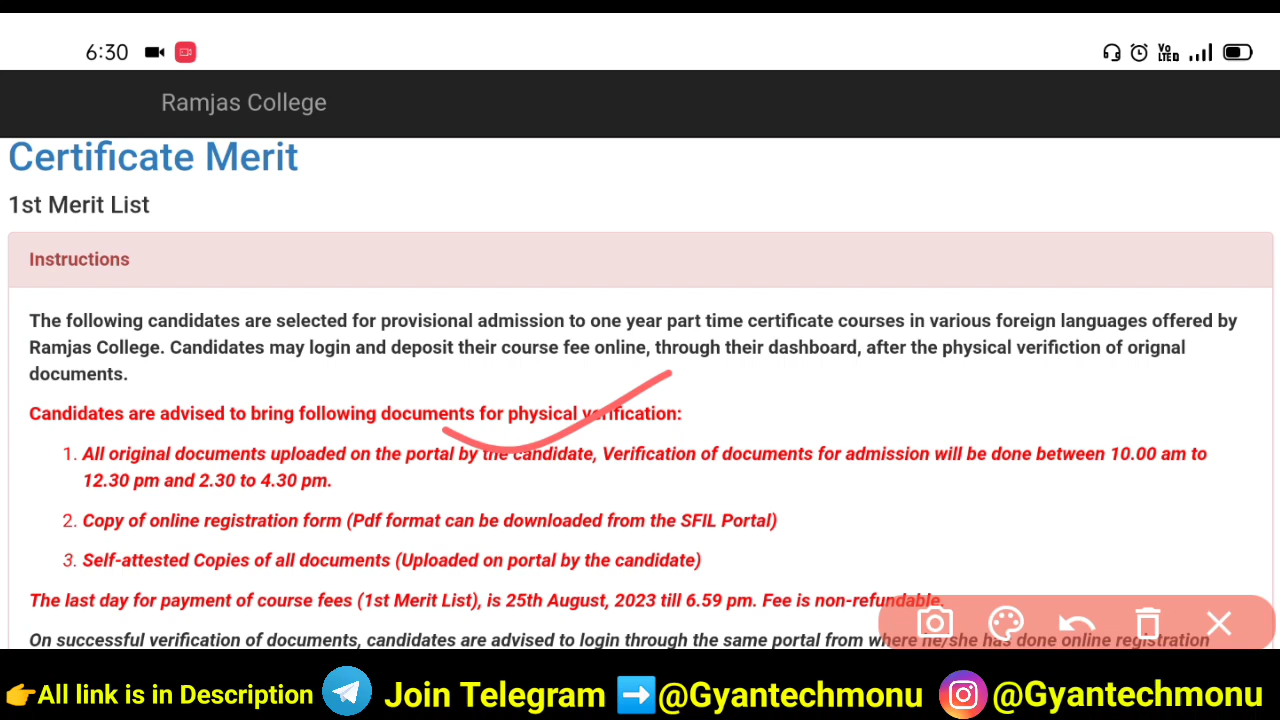 6:30
Vo
LTE
Ramjas College
Certificate Merit
1st Merit List
Instructions
The following candidates are selected for provisional admission to one year part time certificate courses in various foreign languages offered by
Ramjas College. Candidates may login and deposit their course fee online, through their dashboard, after the physical verifiction of orignal
documents.
Candidates are advised to bring following documents for physical verification:
1. All original documents uploaded on the portal by the candidate, Verification of documents for admission will be done between 10.00 am to
12.30 pm and 2.30 to 4.30 pm.
2. Copy of online registration form (Pdf format can be downloaded from the SFIL Portal)
3. Self-attested Copies of all documents (Uploaded on portal by the candidate)
The last day for payment of course fees (1st Merit List), is 25th August, 2023 till 6.59 pm. Fee is non-refundable.
On successful verification of documents, candidates are advised to login through the same portal from where he/she has done online registration
👉All link is in Description Join Telegram ➡️@Gyantechmonu @Gyantechmonu